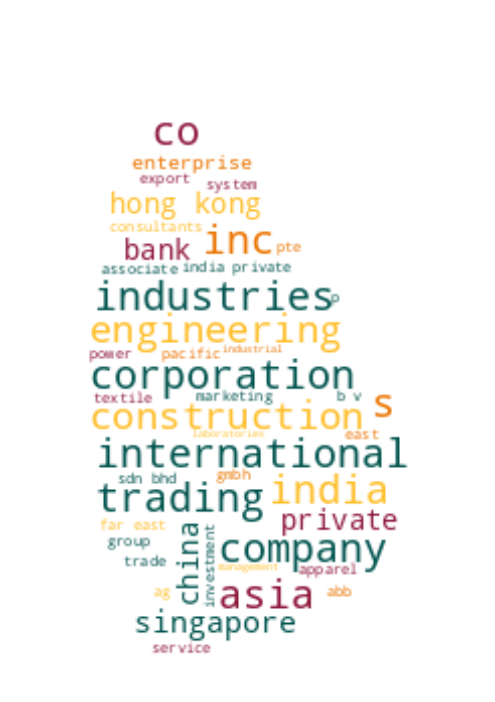 co
enterprise
export system
hong kong
consultants
bank inc pte
associate india private
industries p
engineering
power pacific industrial
corporation
textile marketing b v s
construction
laboratories east
international
sdn bhd gmbh
trading india
private
far east
group china investment company
trade management apparel
ag asia abb
singapore
service